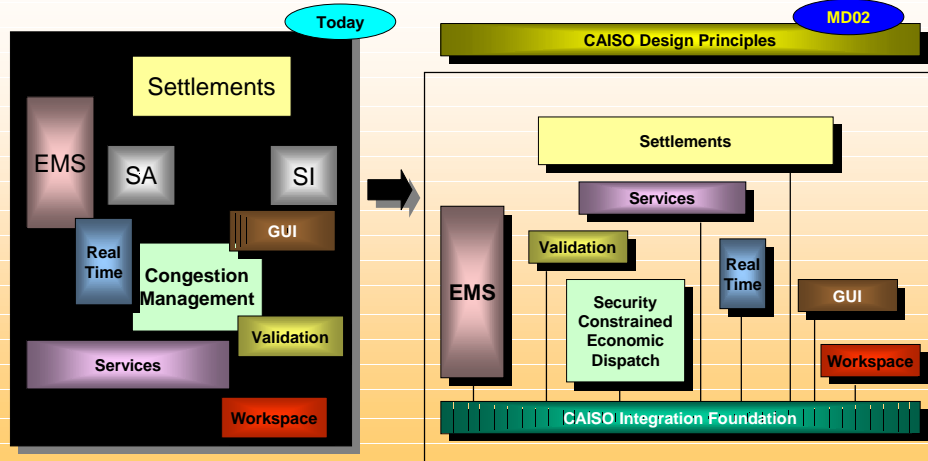 Today
Settlements
EMS
SA
SI
GUI
Real
Time
Congestion
Management
Validation
Services
Workspace
MD02
CAISO Design Principles
Settlements
Services
Validation
EMS
Security
Constrained
Economic
Dispatch
Real
Time
GUI
Workspace
CAISO Integration Foundation